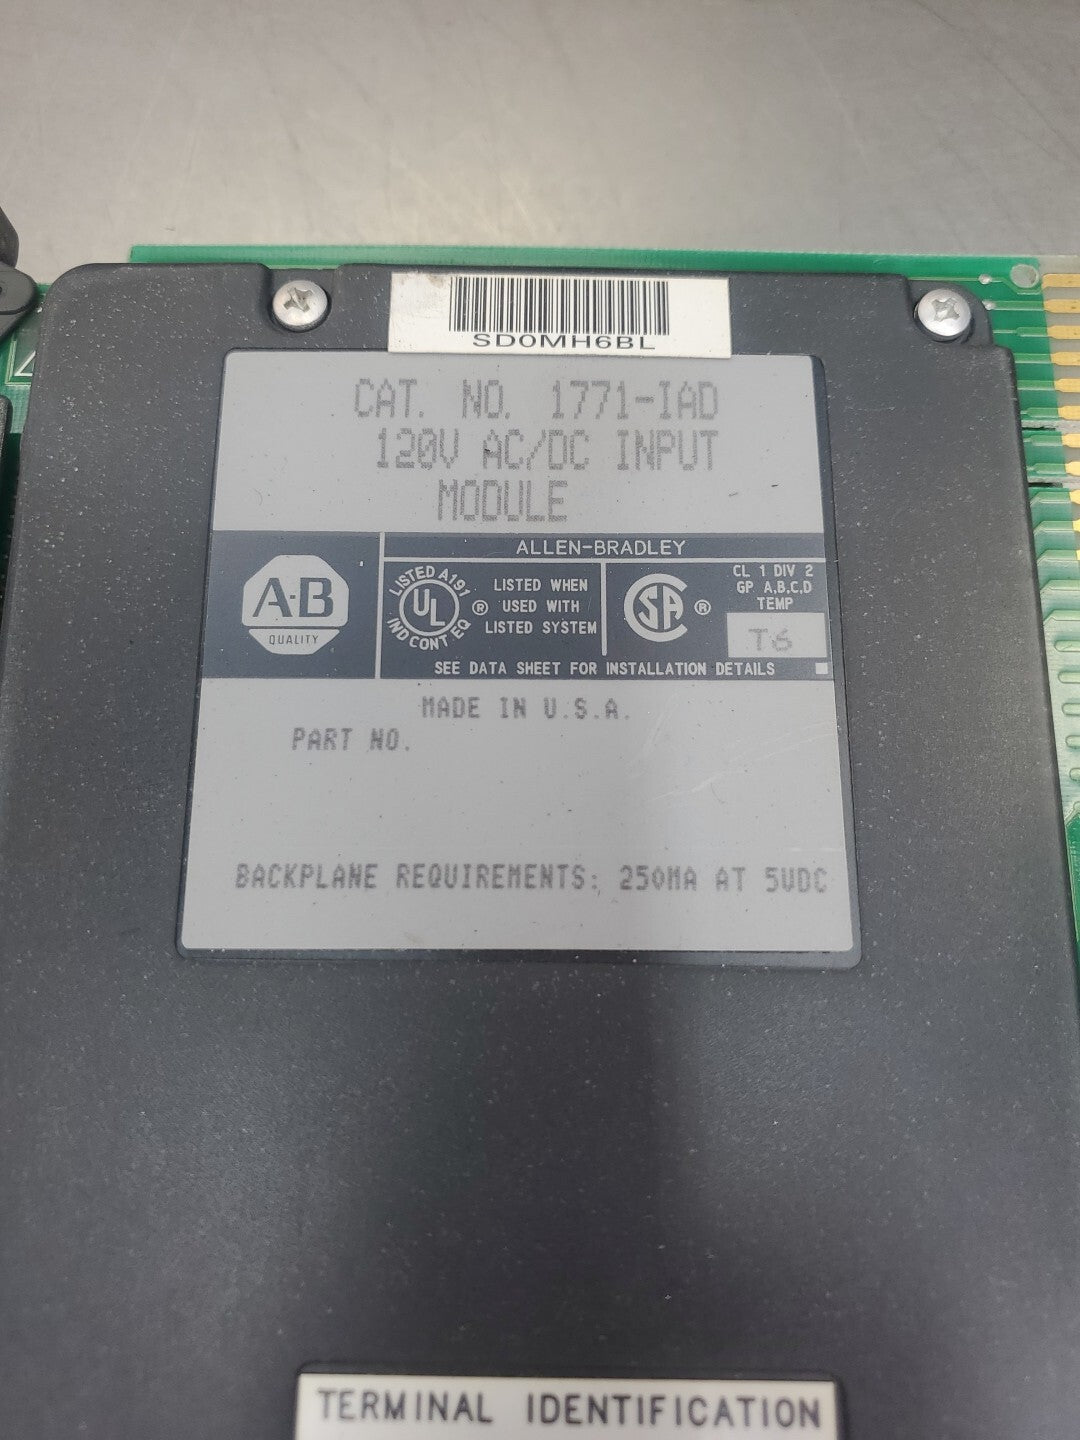 SD0MH6BL
CAT. NO. 1771-IAD
120V AC/DC INPUT
MODULE
ALLEN-BRADLEY
A·B
QUALITY
LISTED A191
UL
IND CONT EQ
®
LISTED WHEN
USED WITH
LISTED SYSTEM
SA
®
CL 1 DIV 2
GP A,B,C,D
TEMP
T6
SEE DATA SHEET FOR INSTALLATION DETAILS
MADE IN U.S.A.
PART NO.
BACKPLANE REQUIREMENTS: 250MA AT 5VDC
TERMINAL IDENTIFICATION